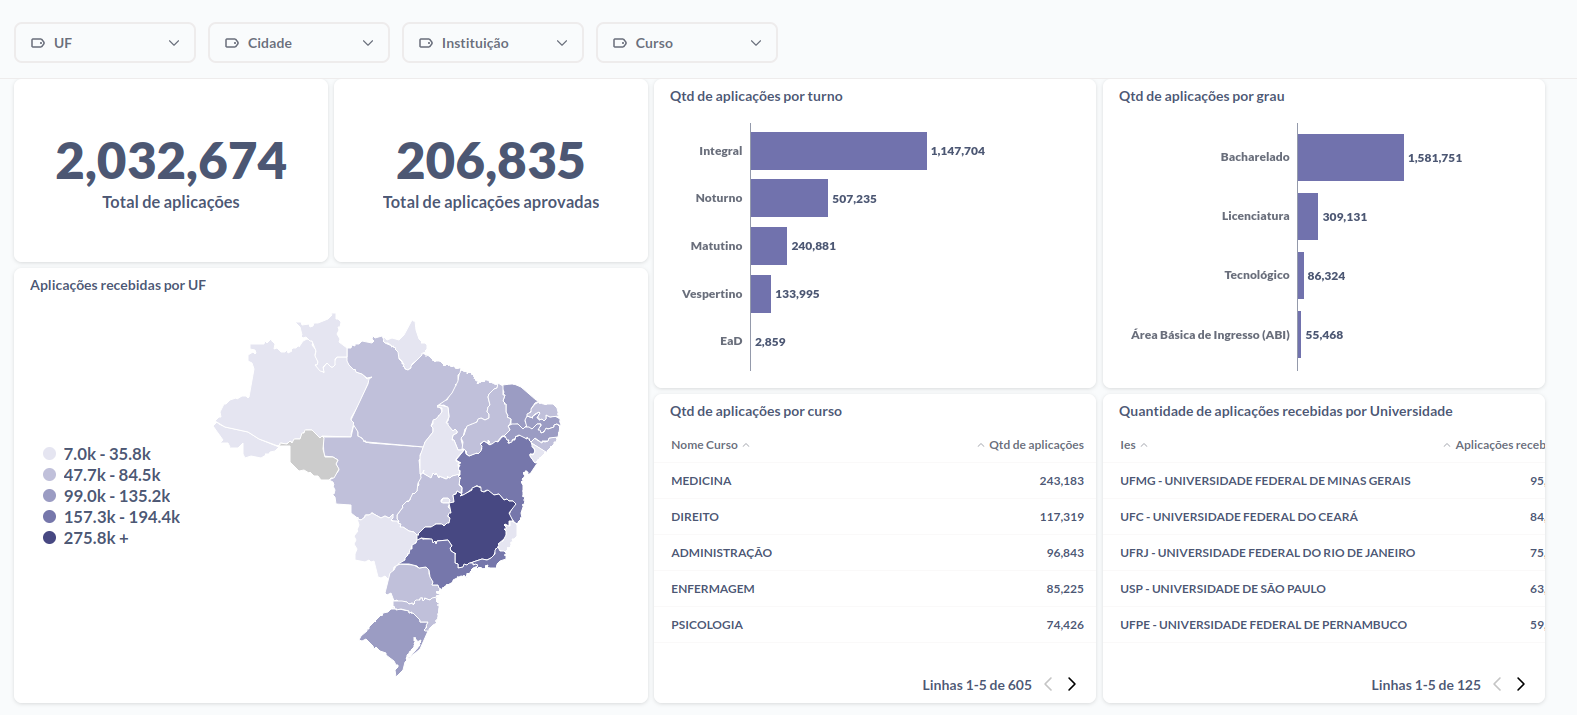 UF
Cidade
Instituição
Curso
2,032,674
Total de aplicações
206,835
Total de aplicações aprovadas
Qtd de aplicações por turno
Integral 1,147,704
Noturno 507,235
Matutino 240,881
Vespertino 133,995
EaD 2,859
Qtd de aplicações por grau
Bacharelado 1,581,751
Licenciatura 309,131
Tecnológico 86,324
Área Básica de Ingresso (ABI) 55,468
Aplicações recebidas por UF
7.0k - 35.8k
47.7k - 84.5k
99.0k - 135.2k
157.3k - 194.4k
275.8k +
Qtd de aplicações por curso
Nome Curso Qtd de aplicações
MEDICINA 243,183
DIREITO 117,319
ADMINISTRAÇÃO 96,843
ENFERMAGEM 85,225
PSICOLOGIA 74,426
Linhas 1-5 de 605
Quantidade de aplicações recebidas por Universidade
Ies Aplicações receb
UFMG - UNIVERSIDADE FEDERAL DE MINAS GERAIS 95
UFC - UNIVERSIDADE FEDERAL DO CEARÁ 84
UFRJ - UNIVERSIDADE FEDERAL DO RIO DE JANEIRO 75
USP - UNIVERSIDADE DE SÃO PAULO 63
UFPE - UNIVERSIDADE FEDERAL DE PERNAMBUCO 59
Linhas 1-5 de 125